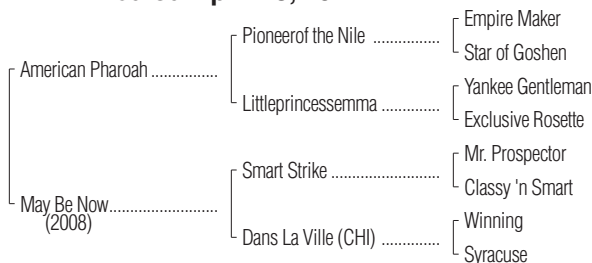 Pioneerof the Nile ................
Empire Maker
Star of Goshen
American Pharoah ................
Littleprincessemma ..............
Yankee Gentleman
Exclusive Rosette
Smart Strike ..........................
Mr. Prospector
Classy 'n Smart
May Be Now..........................
(2008)
Dans La Ville (CHI) ..............
Winning
Syracuse